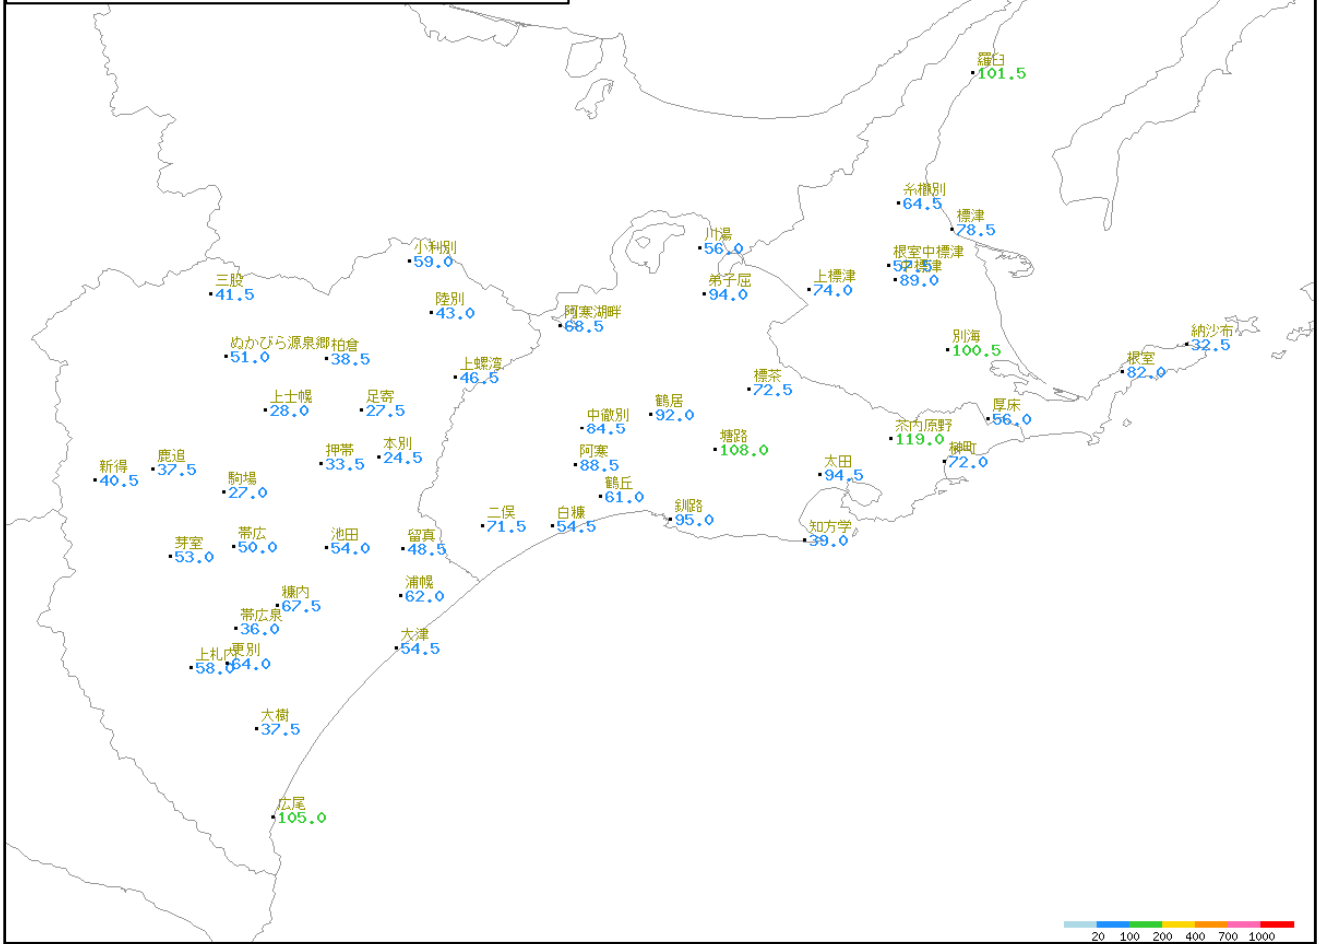 羅臼
101.5
糸櫛別
64.5
標津
78.5
川湯
56.0
小利別
59.0
根室中標津
中標津
89.0
上標津
74.0
弟子屈
94.0
三股
41.5
陸別
43.0
阿寒湖畔
68.5
納沙布
32.5
別海
100.5
ぬかびら源泉郷
51.0
柏倉
38.5
根室
82.0
上螺湾
46.5
標茶
72.5
上士幌
28.0
足寄
27.5
鶴居
92.0
厚床
56.0
中徹別
84.5
茶内原野
119.0
塘路
108.0
本別
24.5
押帯
33.5
榊町
72.0
阿寒
88.5
鹿追
37.5
太田
94.5
新得
40.5
駒場
27.0
鶴丘
61.0
釧路
95.0
二俣
71.5
白糠
54.5
知方学
39.0
帯広
50.0
池田
54.0
留真
48.5
芽室
53.0
浦幌
62.0
糠内
67.5
帯広泉
36.0
大津
54.5
更別
64.0
上札内
58.0
大樹
37.5
広尾
105.0
20 100 200 400 700 1000